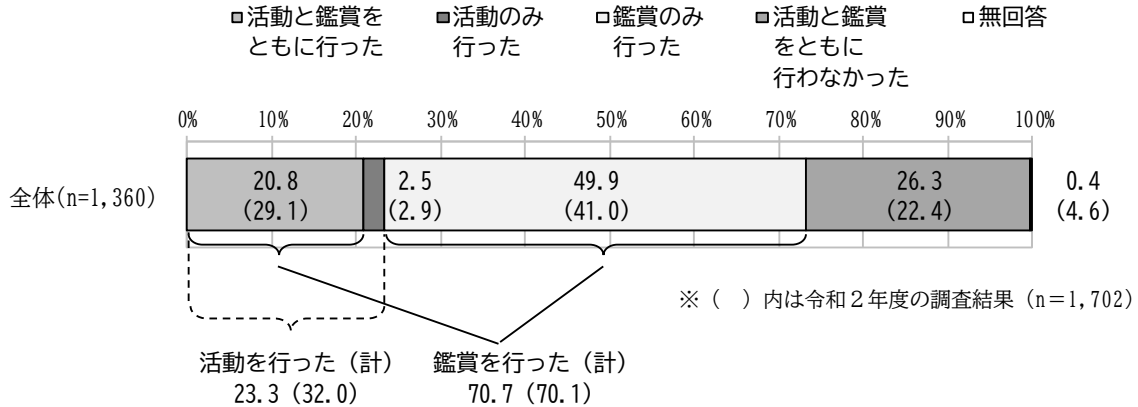 ■活動と鑑賞を
ともに行った
■活動のみ
行った
□鑑賞のみ
行った
■活動と鑑賞
をともに
行わなかった
□無回答
0% 10% 20% 30% 40% 50% 60% 70% 80% 90% 100%
全体(n=1,360)
20.8 2.5 49.9 26.3 0.4
(29.1) (2.9) (41.0) (22.4) (4.6)
※（　）内は令和２年度の調査結果（n＝1,702）
活動を行った（計） 鑑賞を行った（計）
23.3 (32.0) 70.7 (70.1)